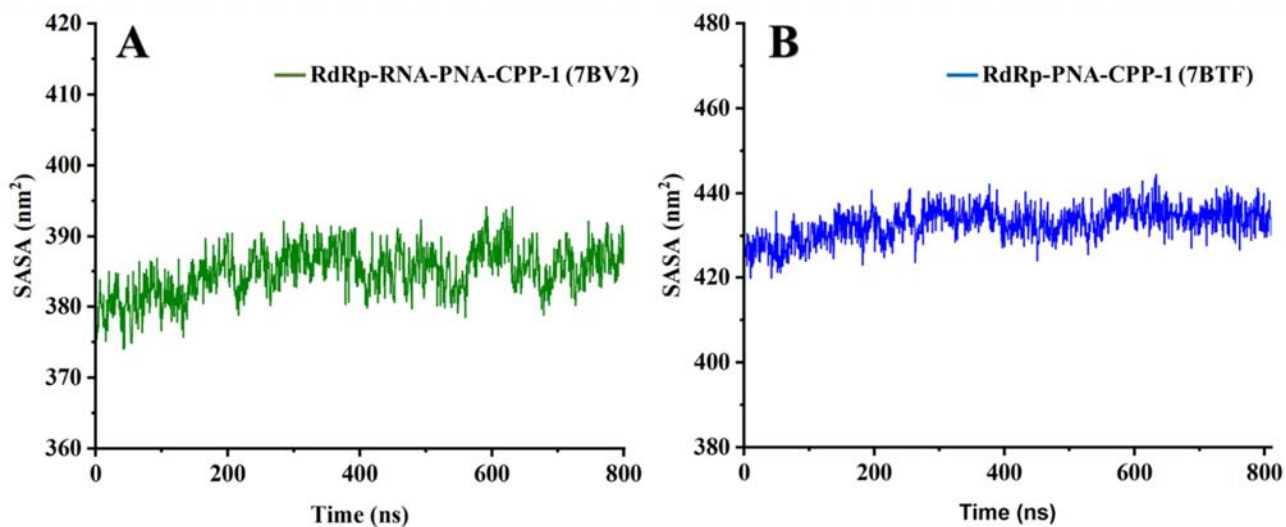 A
RdRp-RNA-PNA-CPP-1 (7BV2)
SASA (nm²)
420
410
400
390
380
370
360
0 200 400 600 800
Time (ns)
B
RdRp-PNA-CPP-1 (7BTF)
SASA (nm²)
480
460
440
420
400
380
0 200 400 600 800
Time (ns)